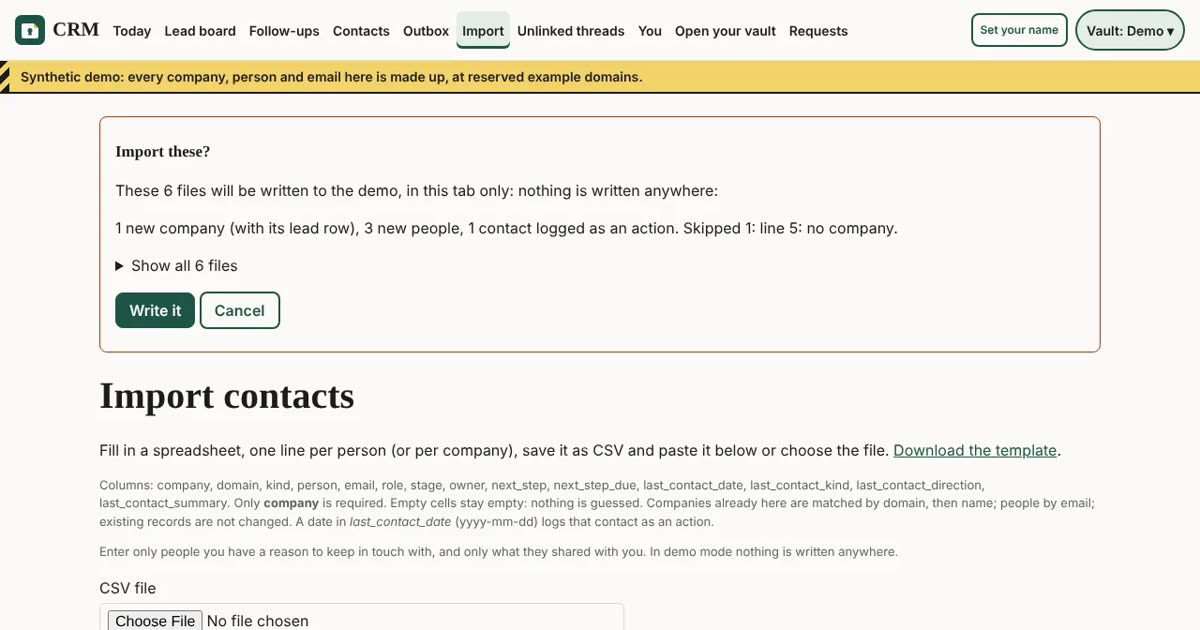 CRM Today Lead board Follow-ups Contacts Outbox Import Unlinked threads You Open your vault Requests Set your name Vault: Demo ▾
Synthetic demo: every company, person and email here is made up, at reserved example domains.
Import these?
These 6 files will be written to the demo, in this tab only: nothing is written anywhere:
1 new company (with its lead row), 3 new people, 1 contact logged as an action. Skipped 1: line 5: no company.
▶ Show all 6 files
Write it Cancel
Import contacts
Fill in a spreadsheet, one line per person (or per company), save it as CSV and paste it below or choose the file. Download the template.
Columns: company, domain, kind, person, email, role, stage, owner, next_step, next_step_due, last_contact_date, last_contact_kind, last_contact_direction,
last_contact_summary. Only company is required. Empty cells stay empty: nothing is guessed. Companies already here are matched by domain, then name; people by email;
existing records are not changed. A date in last_contact_date (yyyy-mm-dd) logs that contact as an action.
Enter only people you have a reason to keep in touch with, and only what they shared with you. In demo mode nothing is written anywhere.
CSV file
Choose File No file chosen